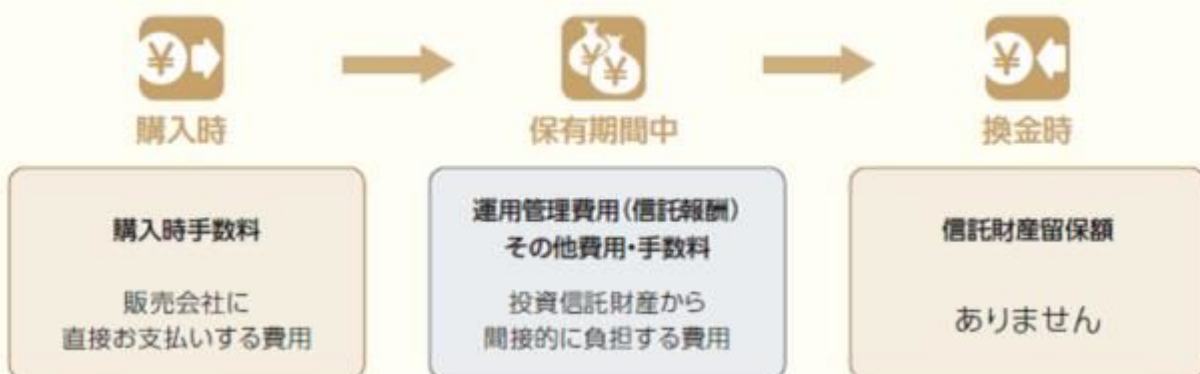 購入時
保有期間中
換金時
購入時手数料
販売会社に
直接お支払いする費用
運用管理費用(信託報酬)
その他費用・手数料
投資信託財産から
間接的に負担する費用
信託財産留保額
ありません